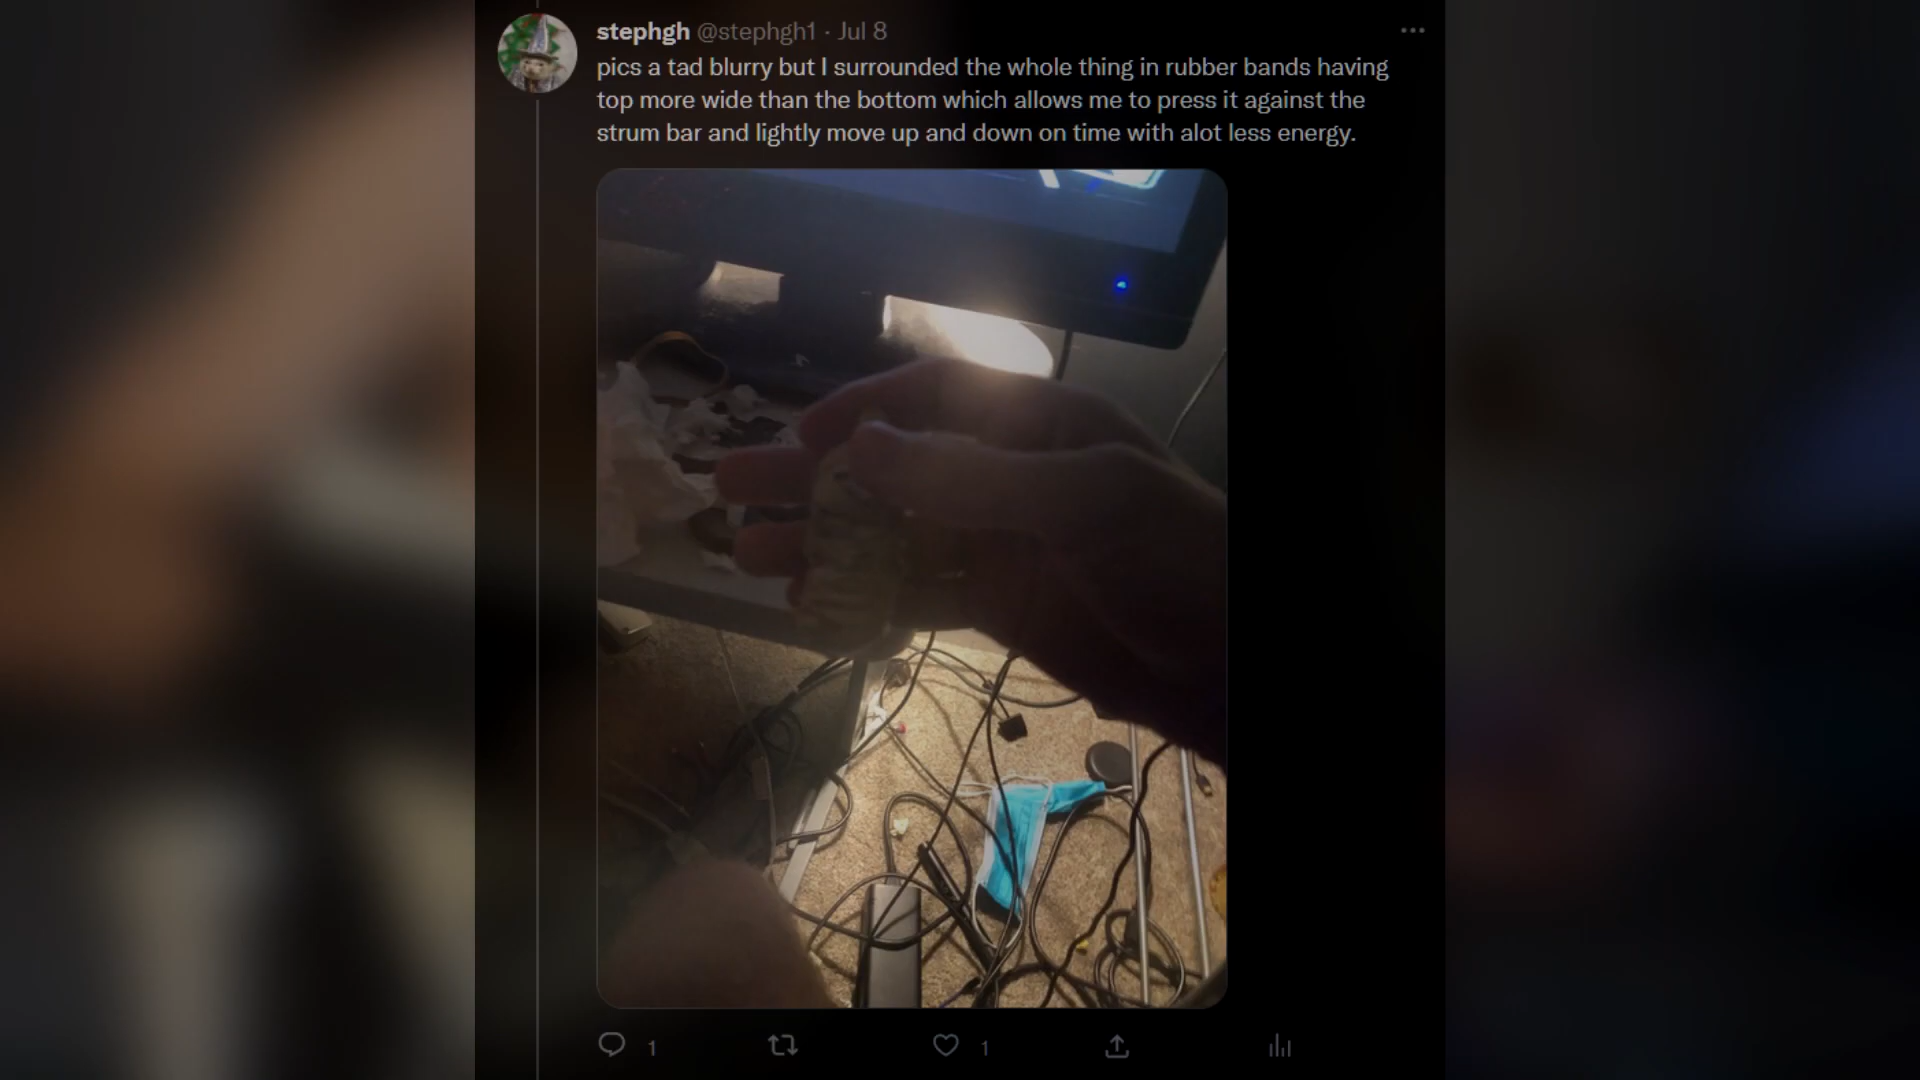 stephgh @stephgh1 · Jul 8
pics a tad blurry but I surrounded the whole thing in rubber bands having
top more wide than the bottom which allows me to press it against the
strum bar and lightly move up and down on time with alot less energy.
1
1